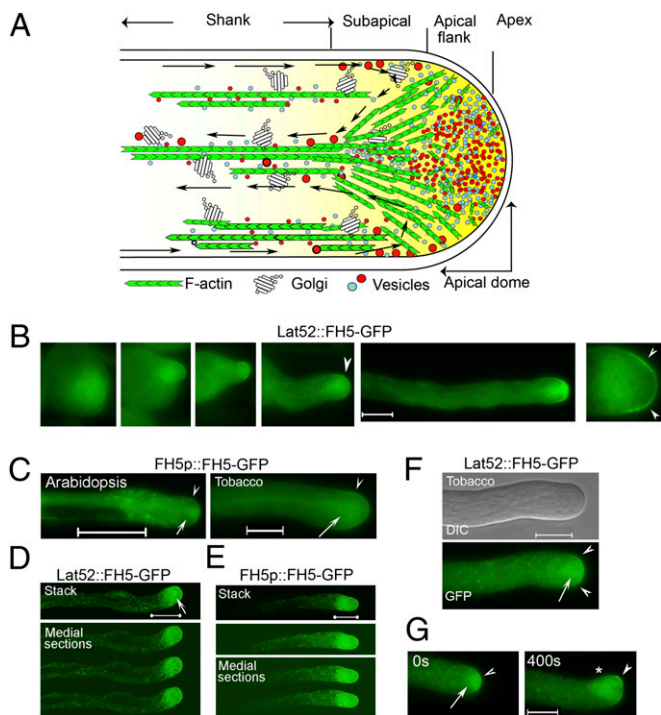 A
Shank
Subapical
Apical flank
Apex
F-actin
Golgi
Vesicles
Apical dome
B
Lat52::FH5-GFP
C
FH5p::FH5-GFP
Arabidopsis
Tobacco
D
Lat52::FH5-GFP
Stack
Medial sections
E
FH5p::FH5-GFP
Stack
Medial sections
F
Lat52::FH5-GFP
Tobacco
DIC
GFP
G
0s
400s
*